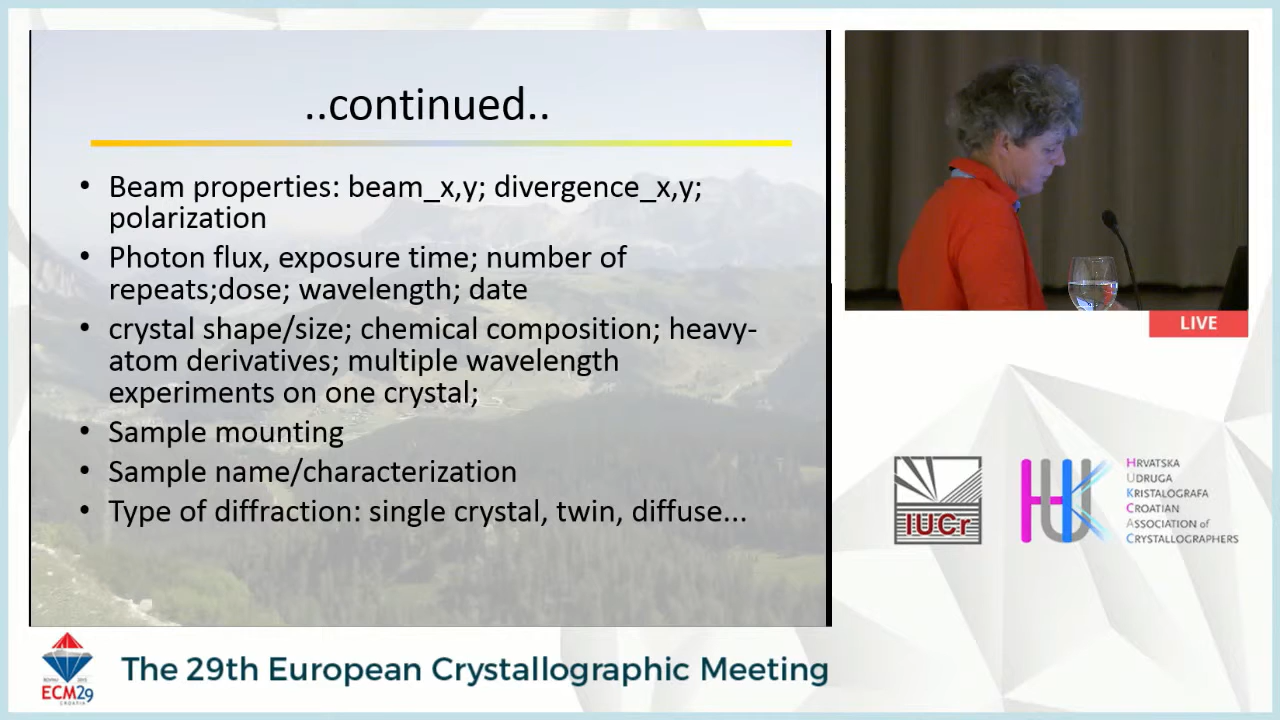 ..continued..
• Beam properties: beam_x,y; divergence_x,y;
polarization
• Photon flux, exposure time; number of
repeats;dose; wavelength; date
• crystal shape/size; chemical composition; heavy-
atom derivatives; multiple wavelength
experiments on one crystal;
• Sample mounting
• Sample name/characterization
• Type of diffraction: single crystal, twin, diffuse...
LIVE
IUCr
HUK
HRVATSKA
UDRUGA
KRISTALOGRAFA
CROATIAN
ASSOCIATION of
CRYSTALLOGRAPHERS
ECM29
CROATIA
The 29th European Crystallographic Meeting